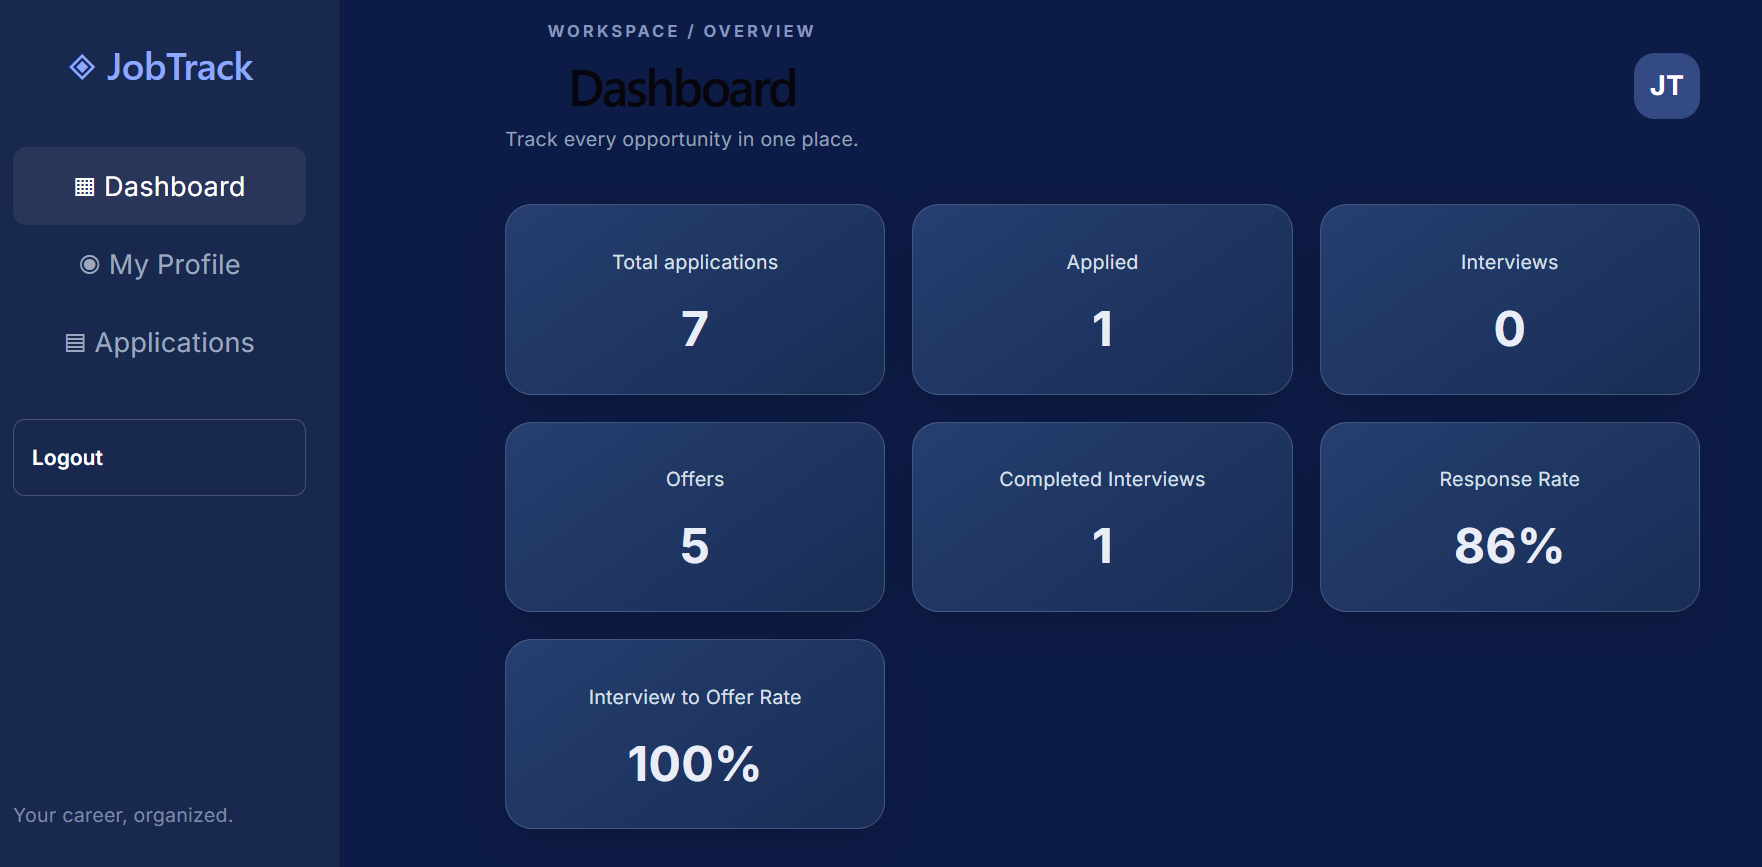 JobTrack
Dashboard
My Profile
Applications
Logout
Your career, organized.
WORKSPACE / OVERVIEW
Dashboard
Track every opportunity in one place.
JT
Total applications
7
Applied
1
Interviews
0
Offers
5
Completed Interviews
1
Response Rate
86%
Interview to Offer Rate
100%